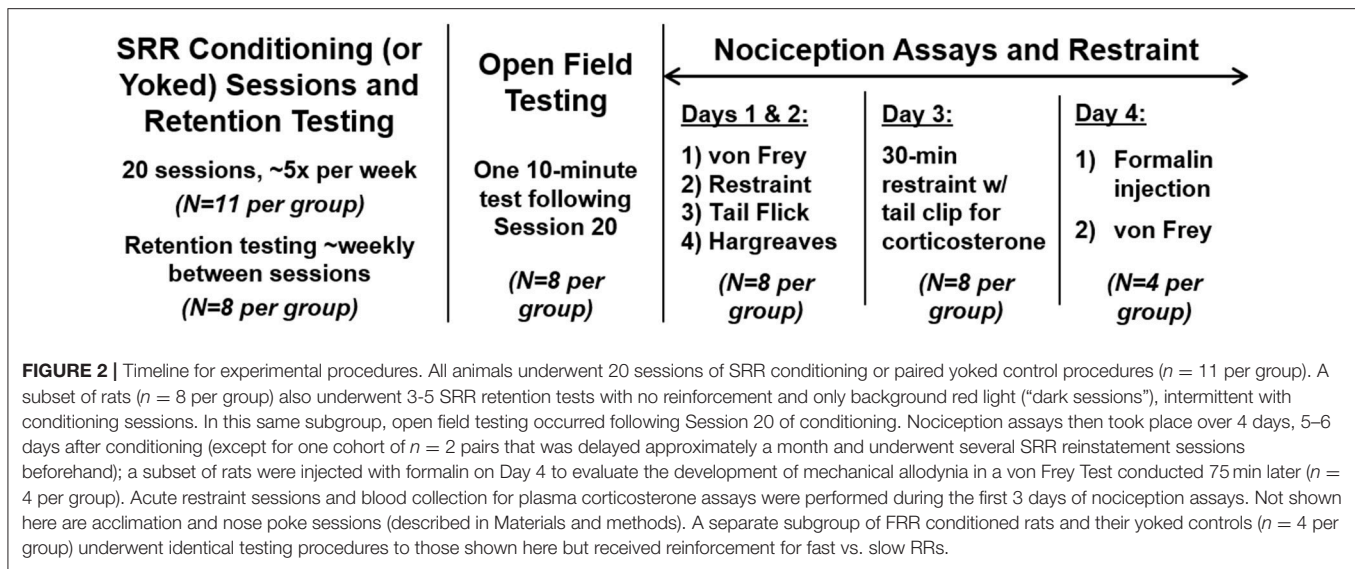 SRR Conditioning (or
Yoked) Sessions and
Retention Testing
20 sessions, ~5x per week
(N=11 per group)
Retention testing ~weekly
between sessions
(N=8 per group)
Open Field
Testing
One 10-minute
test following
Session 20
(N=8 per
group)
Nociception Assays and Restraint
Days 1 & 2:
1) von Frey
2) Restraint
3) Tail Flick
4) Hargreaves
(N=8 per
group)
Day 3:
30-min
restraint w/
tail clip for
corticosterone
(N=8 per
group)
Day 4:
1) Formalin
injection
2) von Frey
(N=4 per
group)
FIGURE 2 | Timeline for experimental procedures. All animals underwent 20 sessions of SRR conditioning or paired yoked control procedures (n = 11 per group). A
subset of rats (n = 8 per group) also underwent 3-5 SRR retention tests with no reinforcement and only background red light (“dark sessions”), intermittent with
conditioning sessions. In this same subgroup, open field testing occurred following Session 20 of conditioning. Nociception assays then took place over 4 days, 5–6
days after conditioning (except for one cohort of n = 2 pairs that was delayed approximately a month and underwent several SRR reinstatement sessions
beforehand); a subset of rats were injected with formalin on Day 4 to evaluate the development of mechanical allodynia in a von Frey Test conducted 75 min later (n =
4 per group). Acute restraint sessions and blood collection for plasma corticosterone assays were performed during the first 3 days of nociception assays. Not shown
here are acclimation and nose poke sessions (described in Materials and methods). A separate subgroup of FRR conditioned rats and their yoked controls (n = 4 per
group) underwent identical testing procedures to those shown here but received reinforcement for fast vs. slow RRs.